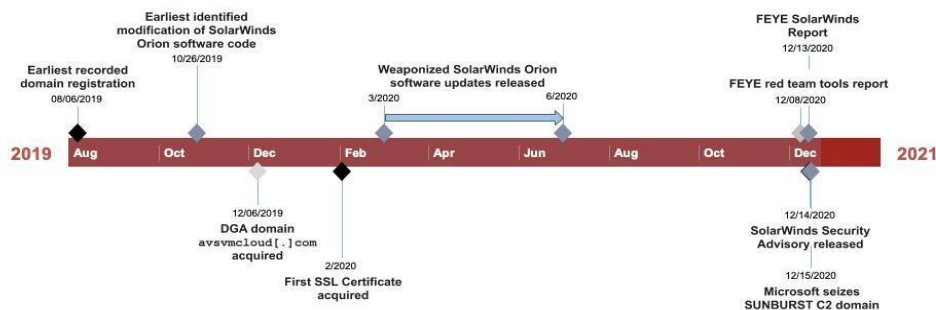 Earliest recorded
domain registration
08/06/2019
Earliest identified
modification of SolarWinds
Orion software code
10/26/2019
Weaponized SolarWinds Orion
software updates released
3/2020
6/2020
FEYE SolarWinds
Report
12/13/2020
FEYE red team tools report
12/08/2020
2019
Aug
Oct
Dec
Feb
Apr
Jun
Aug
Oct
Dec
2021
12/06/2019
DGA domain
avsvmcloud[.]com
acquired
2/2020
First SSL Certificate
acquired
12/14/2020
SolarWinds Security
Advisory released
12/15/2020
Microsoft seizes
SUNBURST C2 domain